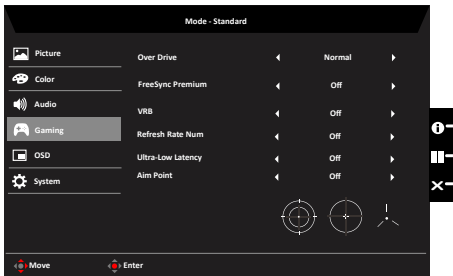 Mode - Standard
Picture
Color
Audio
Gaming
OSD
System
Over Drive Normal
FreeSync Premium Off
VRB Off
Refresh Rate Num Off
Ultra-Low Latency Off
Aim Point Off
Move Enter